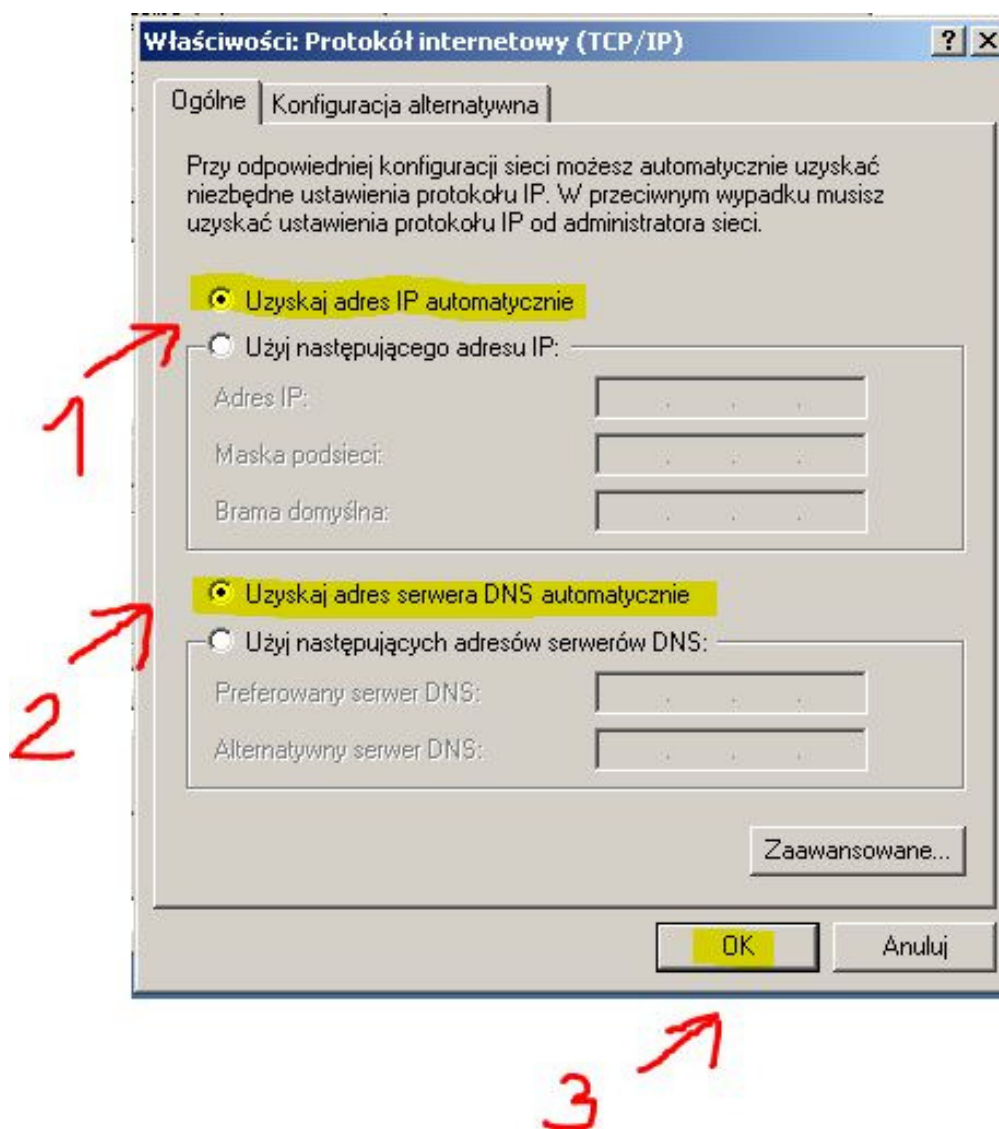 Właściwości: Protokół internetowy (TCP/IP)
Ogólne
Konfiguracja alternatywna
Przy odpowiedniej konfiguracji sieci możesz automatycznie uzyskać
niezbędne ustawienia protokołu IP. W przeciwnym wypadku musisz
uzyskać ustawienia protokołu IP od administratora sieci.
Uzyskaj adres IP automatycznie
1
Użyj następującego adresu IP:
Adres IP:
Maska podsieci:
Brama domyślna:
Uzyskaj adres serwera DNS automatycznie
2
Użyj następujących adresów serwerów DNS:
Preferowany serwer DNS:
Alternatywny serwer DNS:
Zaawansowane...
OK
Anuluj
3